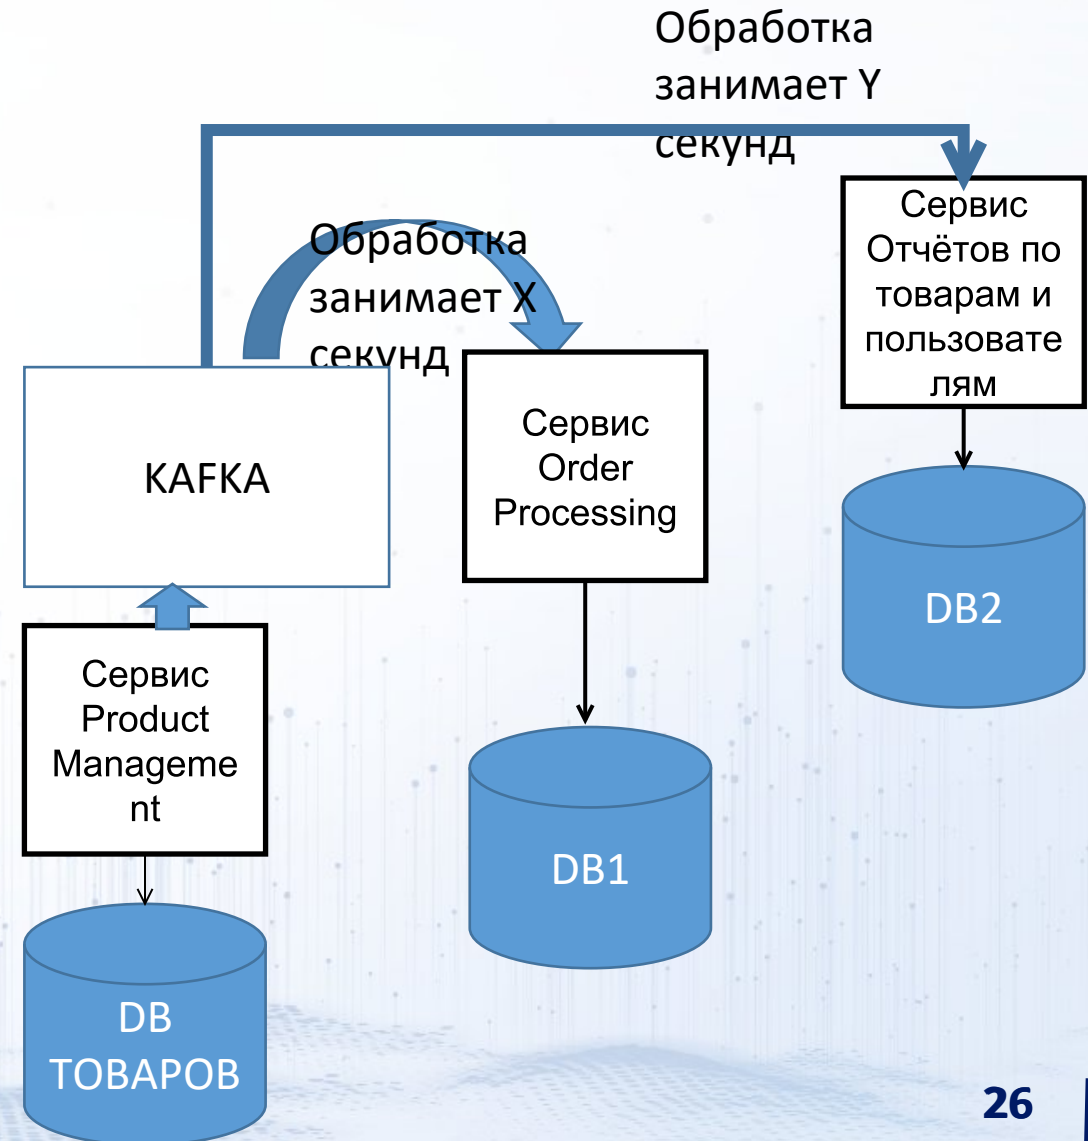 Обработка
занимает Y
секунд
Обработка
занимает X
секунд
Сервис
Отчётов по
товарам и
пользовате
лям
KAFKA
Сервис
Order
Processing
DB2
Сервис
Product
Manageme
nt
DB1
DB
ТОВАРОВ
26